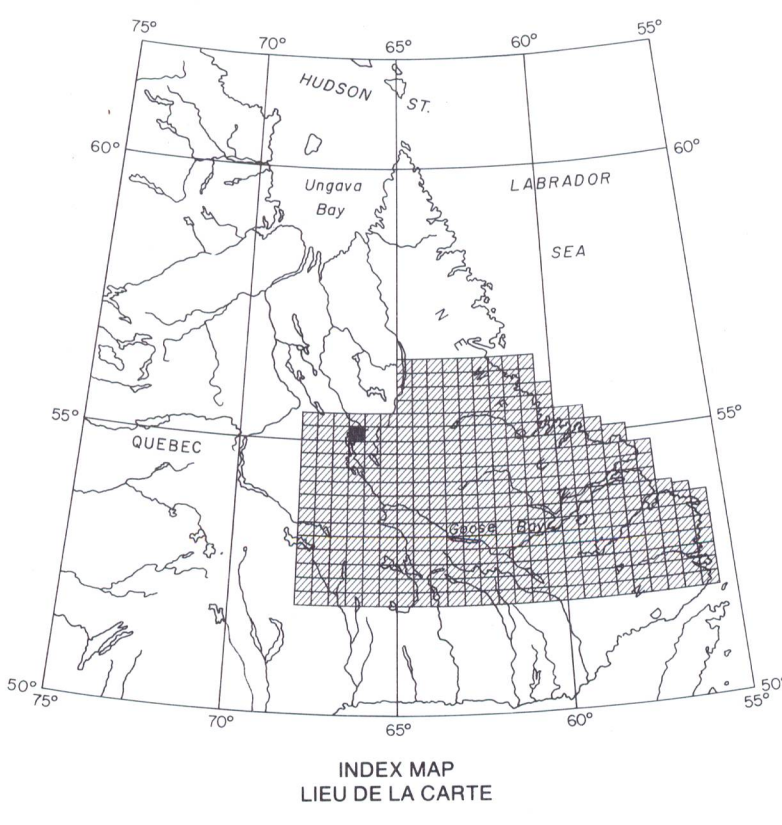 75°
70°
65°
60°
55°
HUDSON
ST.
60°
60°
Ungava
Bay
LABRADOR
SEA
N
55°
55°
QUEBEC
Goose Bay
50°
50°
75°
70°
65°
60°
55°
INDEX MAP
LIEU DE LA CARTE